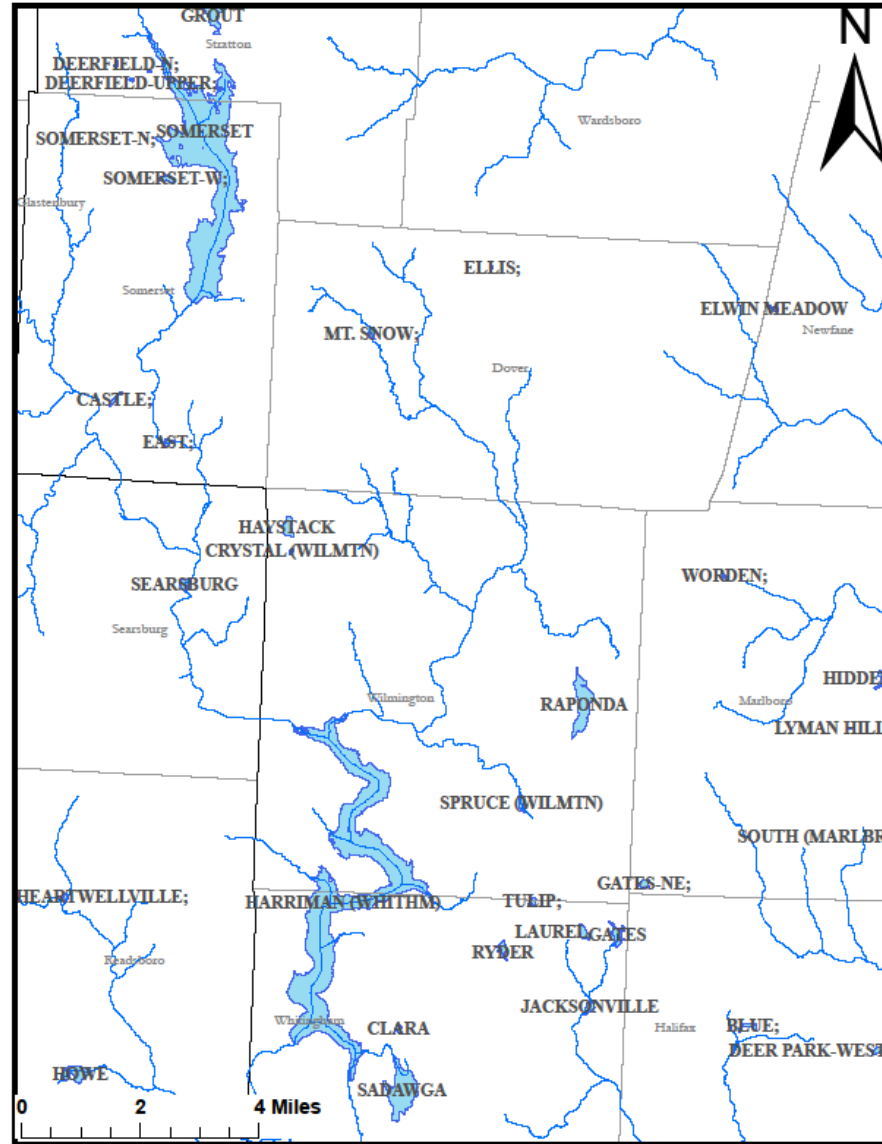 GROUT
N
Stratton
DEERFIELD-N;
DEERFIELD-UPPER;
Wardsboro
SOMERSET-N;
SOMERSET
SOMERSET-W;
Glastenbury
ELLIS;
Somerset
ELWIN MEADOW
MT. SNOW;
Newfane
Dover
CASTLE;
EAST;
HAYSTACK
CRYSTAL (WILMTN)
SEARSBURG
WORDEN;
Searsburg
HIDDE
Wilmington
RAPONDA
Marlboro
LYMAN HILL
SPRUCE (WILMTN)
SOUTH (MARLBR
GATES-NE;
HEARTWELLVILLE;
HARRIMAN (WHITHM)
TULIP;
LAUREL
GATES
RYDER
Readsboro
JACKSONVILLE
Whitingham
CLARA
Halifax
BLUE;
DEER PARK-WEST
HOWE
SADAWGA
0 2 4 Miles